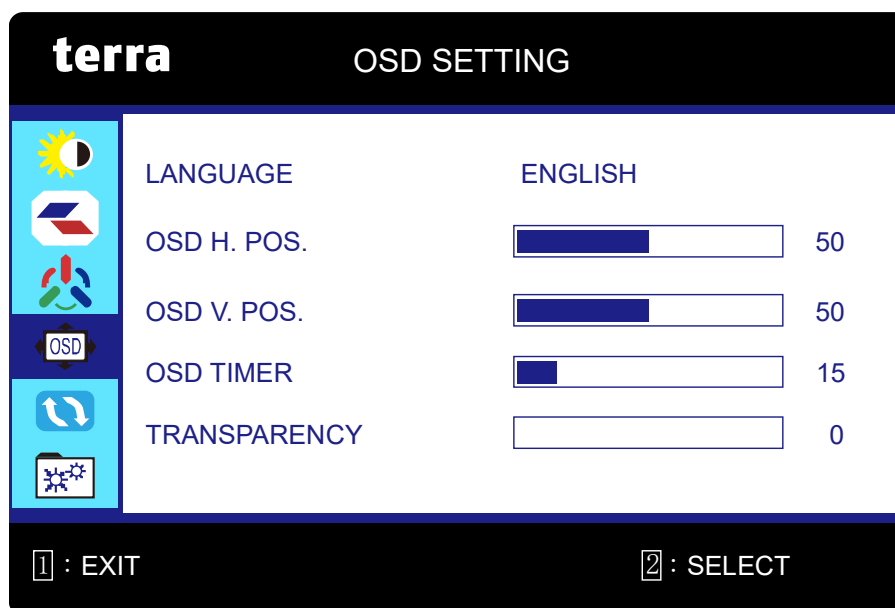 terra OSD SETTING
LANGUAGE ENGLISH
OSD H. POS. 50
OSD V. POS. 50
OSD
OSD TIMER 15
TRANSPARENCY 0
1 : EXIT 2 : SELECT